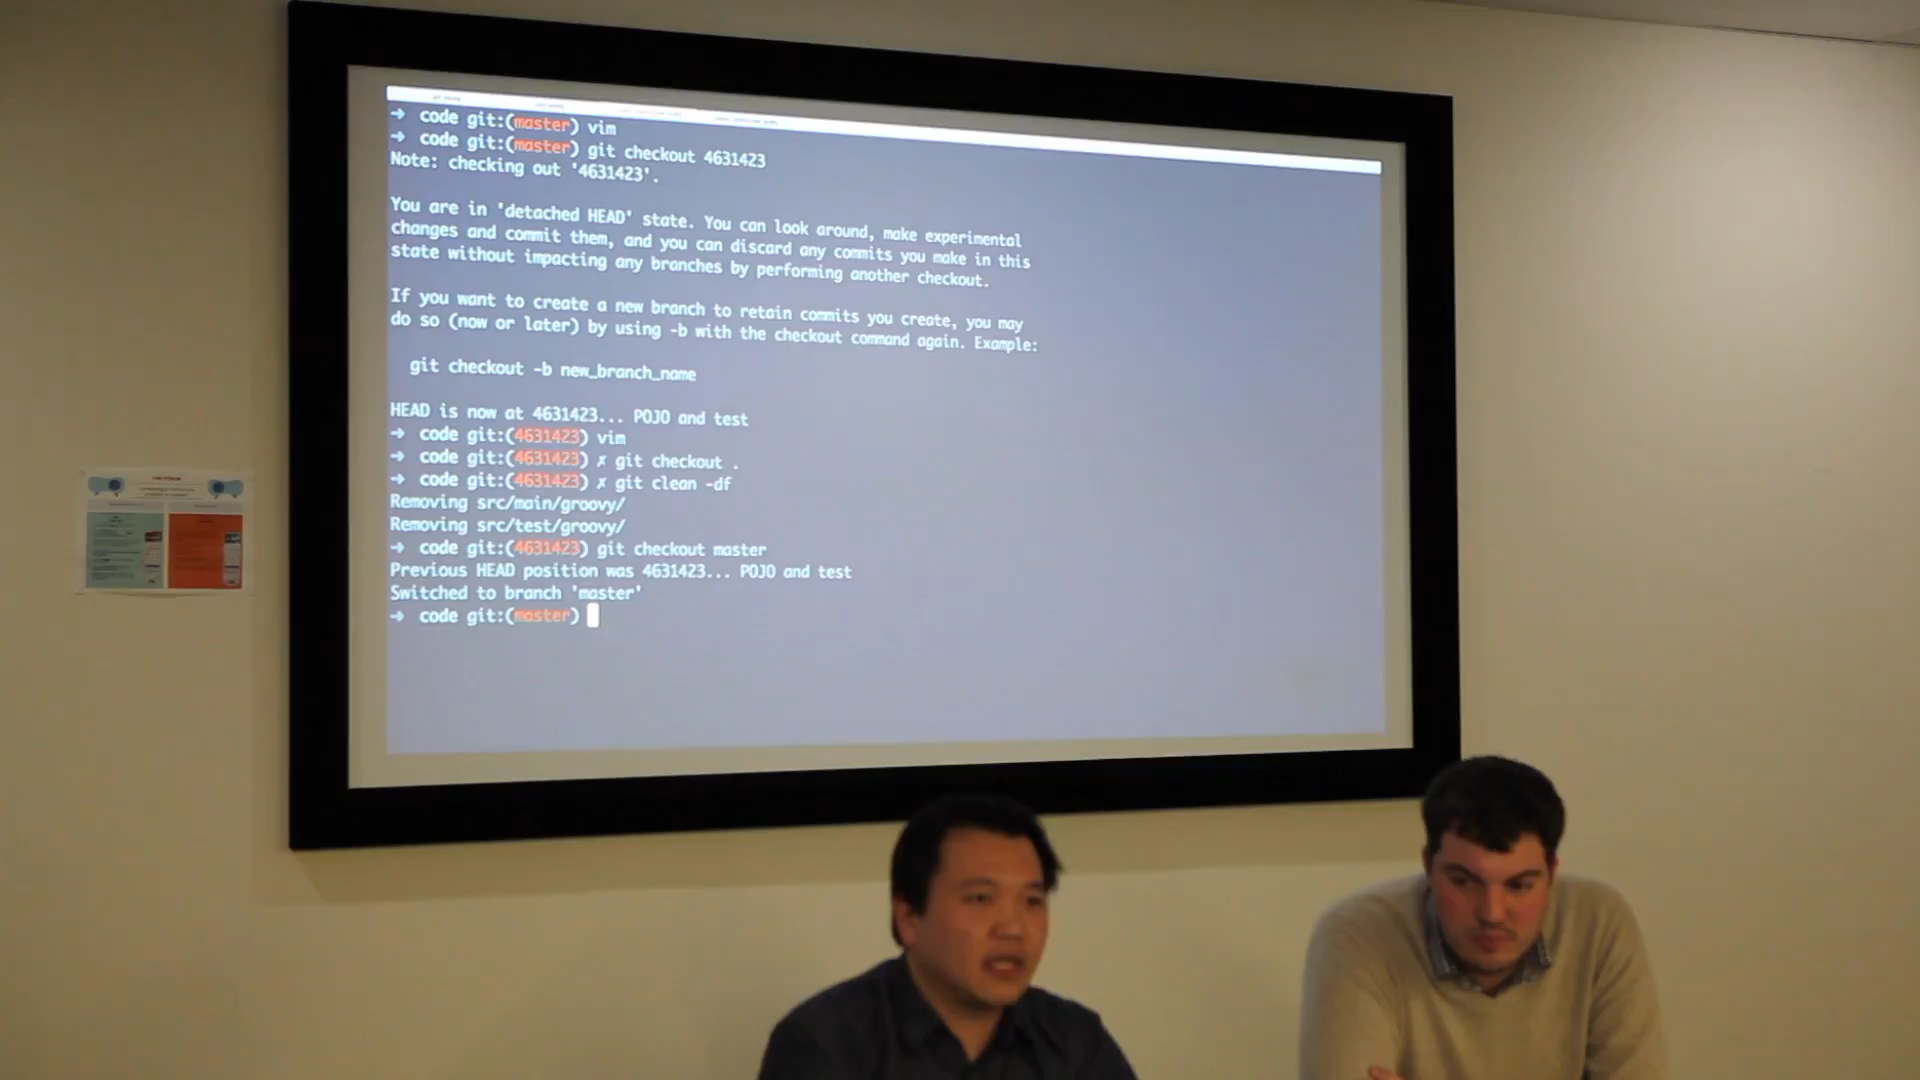 ➜ code git:(master) vim
➜ code git:(master) git checkout 4631423
Note: checking out '4631423'.
You are in 'detached HEAD' state. You can look around, make experimental
changes and commit them, and you can discard any commits you make in this
state without impacting any branches by performing another checkout.
If you want to create a new branch to retain commits you create, you may
do so (now or later) by using -b with the checkout command again. Example:
git checkout -b new_branch_name
HEAD is now at 4631423... POJO and test
➜ code git:(4631423) vim
➜ code git:(4631423) ✗ git checkout .
➜ code git:(4631423) ✗ git clean -df
Removing src/main/groovy/
Removing src/test/groovy/
➜ code git:(4631423) git checkout master
Previous HEAD position was 4631423... POJO and test
Switched to branch 'master'
➜ code git:(master)